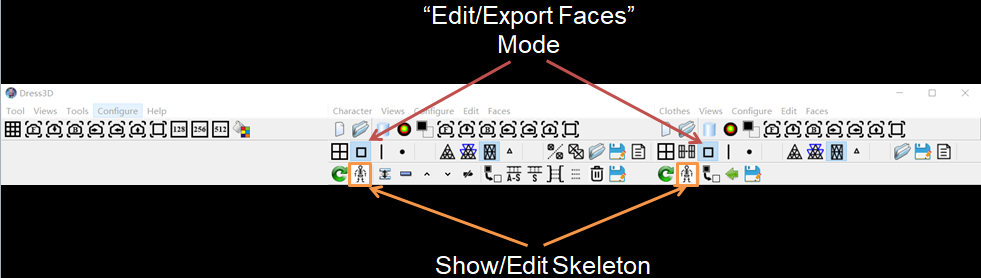 “Edit/Export Faces”
Mode
Dress3D
Tool Views Tools Configure Help
Character Views Configure Edit Faces
Clothes Views Configure Edit Faces
128 256 512
A-S S
Show/Edit Skeleton